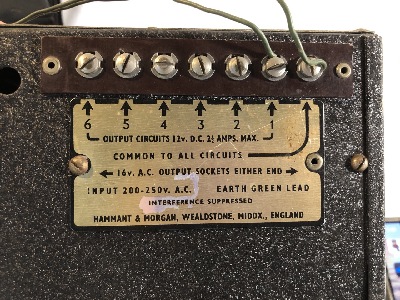 6 5 4 3 2 1
OUTPUT CIRCUITS 12v. D.C. 2½ AMPS. MAX.
COMMON TO ALL CIRCUITS
16v. A.C. OUTPUT SOCKETS EITHER END
INPUT 200-250v. A.C. EARTH GREEN LEAD
INTERFERENCE SUPPRESSED
HAMMANT & MORGAN, WEALDSTONE, MIDDX., ENGLAND